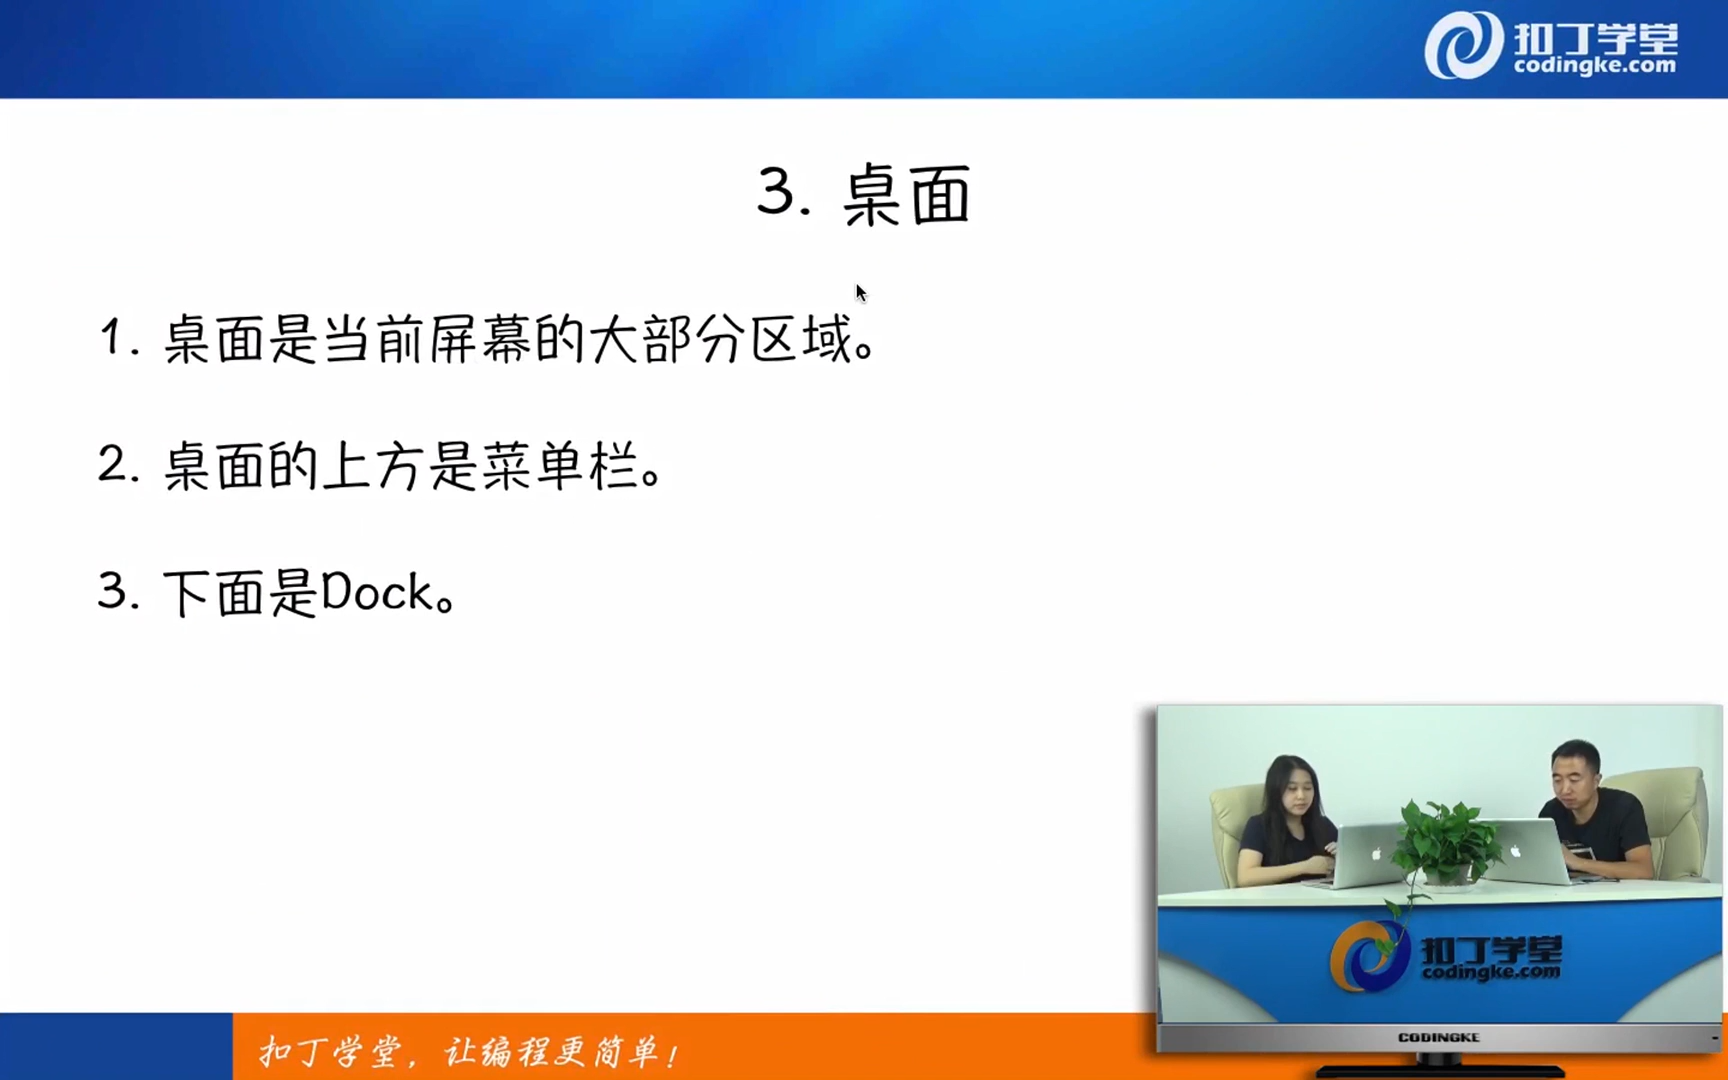 扣丁学堂
codingke.com
3. 桌面
1. 桌面是当前屏幕的大部分区域。
2. 桌面的上方是菜单栏。
3. 下面是Dock。
扣丁学堂
codingke.com
CODINGKE
扣丁学堂，让编程更简单！